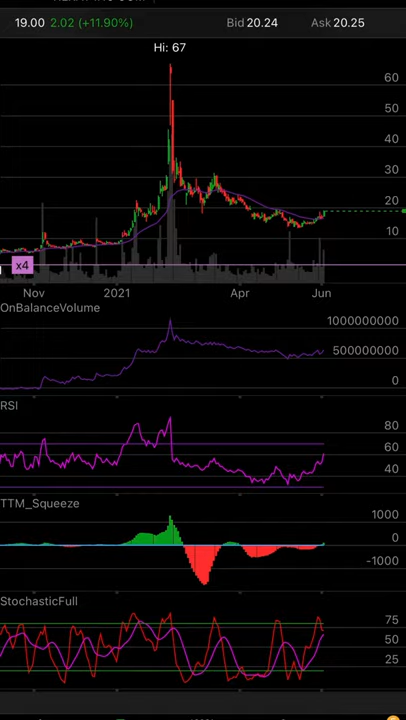 19.00 2.02 (+11.90%) Bid 20.24 Ask 20.25
Hi: 67
60
50
40
30
20
10
x4
Nov 2021 Apr Jun
OnBalanceVolume
1000000000
500000000
0
RSI
80
60
40
TTM_Squeeze
1000
0
-1000
StochasticFull
75
50
25